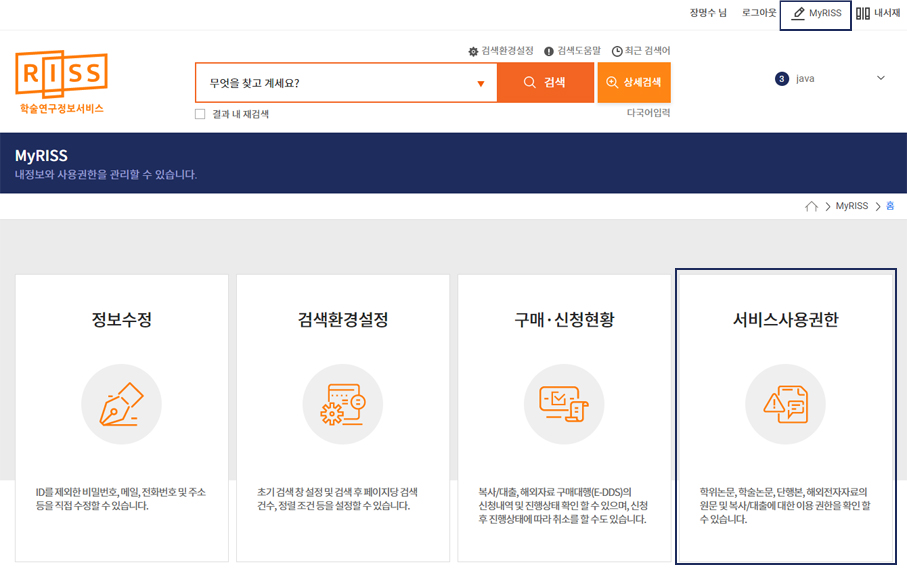 장명수 님 로그아웃 MyRISS 내서재
검색환경설정 검색도움말 최근 검색어
RISS
학술연구정보서비스
무엇을 찾고 계세요? 검색 상세검색
3 java
결과 내 재검색 다국어입력
MyRISS
내정보와 사용권한을 관리할 수 있습니다.
MyRISS 홈
정보수정
ID를 제외한 비밀번호, 메일, 전화번호 및 주소
등을 직접 수정할 수 있습니다.
검색환경설정
초기 검색 창 설정 및 검색 후 페이지당 검색
건수, 정렬 조건 등을 설정할 수 있습니다.
구매·신청현황
복사/대출, 해외자료 구매대행(E-DDS)의
신청내역 및 진행상태 확인 할 수 있으며, 신청
후 진행상태에 따라 취소를 할 수도 있습니다.
서비스사용권한
학위논문, 학술논문, 단행본, 해외전자자료의
원문 및 복사/대출에 대한 이용 권한을 확인 할
수 있습니다.